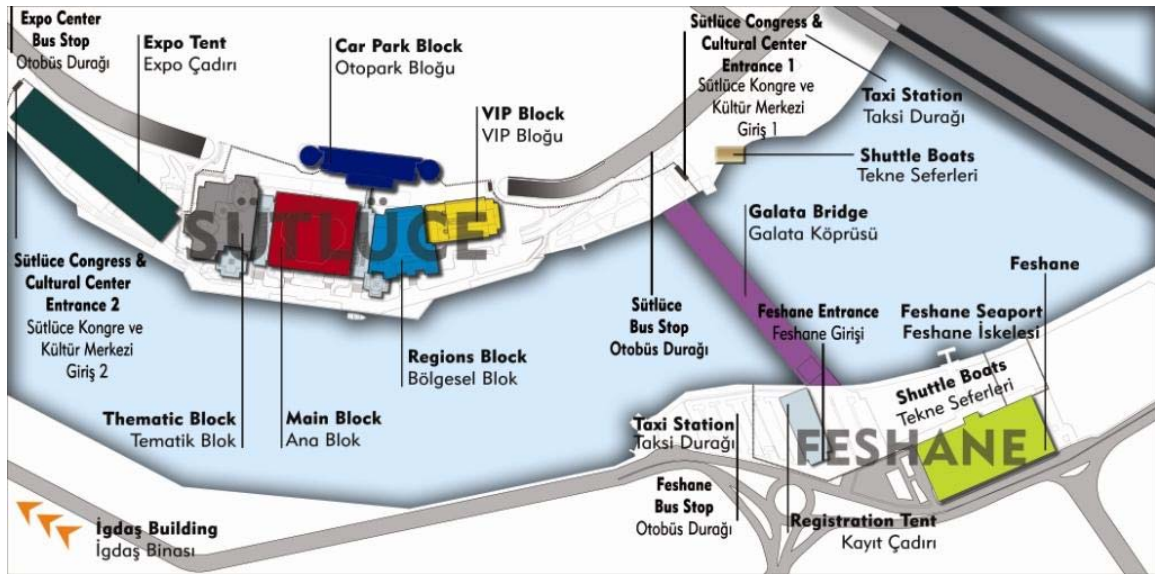 Expo Center
Bus Stop
Otobüs Durağı
Expo Tent
Expo Çadırı
Car Park Block
Otopark Bloğu
VIP Block
VIP Bloğu
Sütlüce Congress &
Cultural Center
Entrance 1
Sütlüce Kongre ve
Kültür Merkezi
Giriş 1
Taxi Station
Taksi Durağı
Shuttle Boats
Tekne Seferleri
Galata Bridge
Galata Köprüsü
SÜTLÜCE
Sütlüce Congress &
Cultural Center
Entrance 2
Sütlüce Kongre ve
Kültür Merkezi
Giriş 2
Thematic Block
Tematik Blok
Main Block
Ana Blok
Regions Block
Bölgesel Blok
Sütlüce
Bus Stop
Otobüs Durağı
Feshane Entrance
Feshane Girişi
Feshane
Feshane Seaport
Feshane İskelesi
Shuttle Boats
Tekne Seferleri
Taxi Station
Taksi Durağı
FESHANE
Feshane
Bus Stop
Otobüs Durağı
Registration Tent
Kayıt Çadırı
İgdaş Building
İgdaş Binası